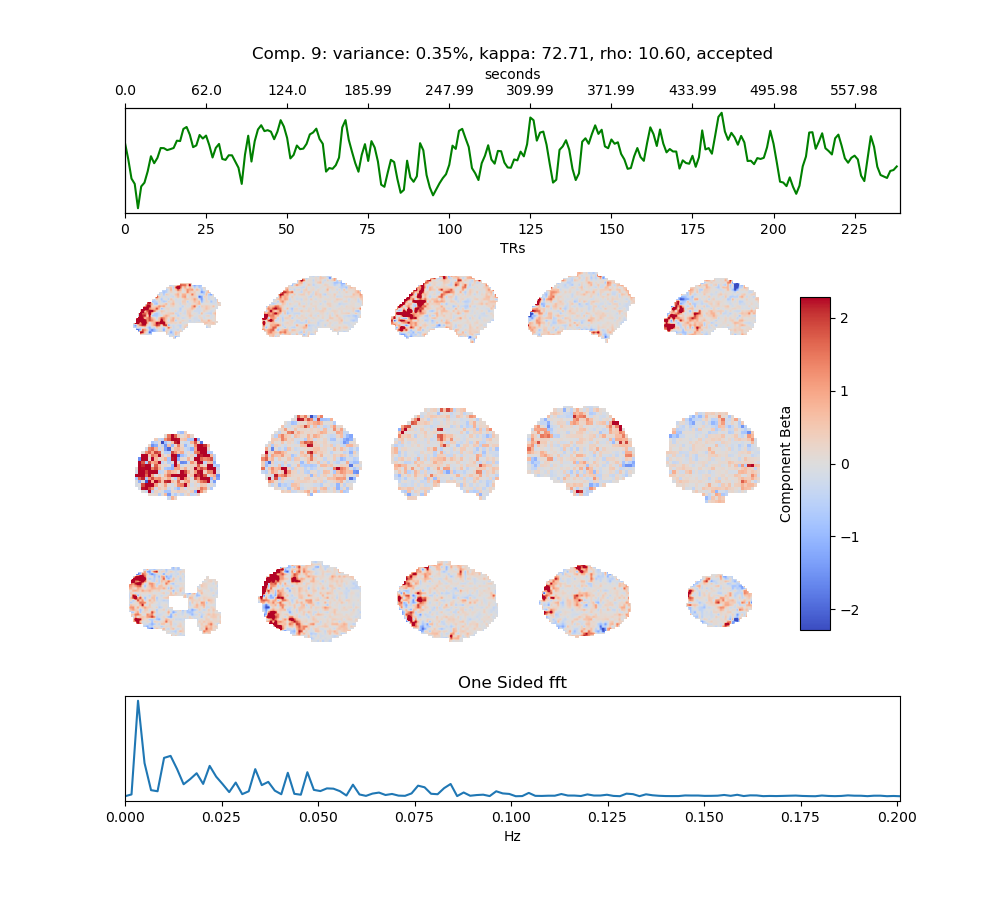 Comp. 9: variance: 0.35%, kappa: 72.71, rho: 10.60, accepted
seconds
0.0 62.0 124.0 185.99 247.99 309.99 371.99 433.99 495.98 557.98
0 25 50 75 100 125 150 175 200 225
TRs
2
1
0
−1
−2
Component Beta
One Sided fft
0.000 0.025 0.050 0.075 0.100 0.125 0.150 0.175 0.200
Hz